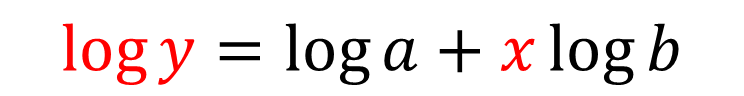 log y = log a + x log b